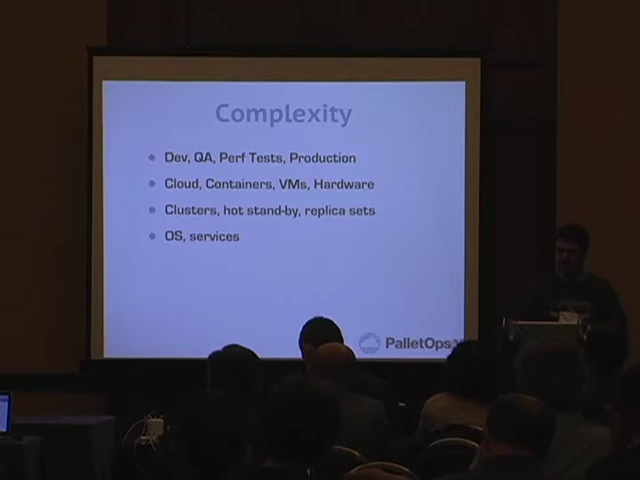 Complexity
Dev, QA, Perf Tests, Production
Cloud, Containers, VMs, Hardware
Clusters, hot stand-by, replica sets
OS, services
PalletOps